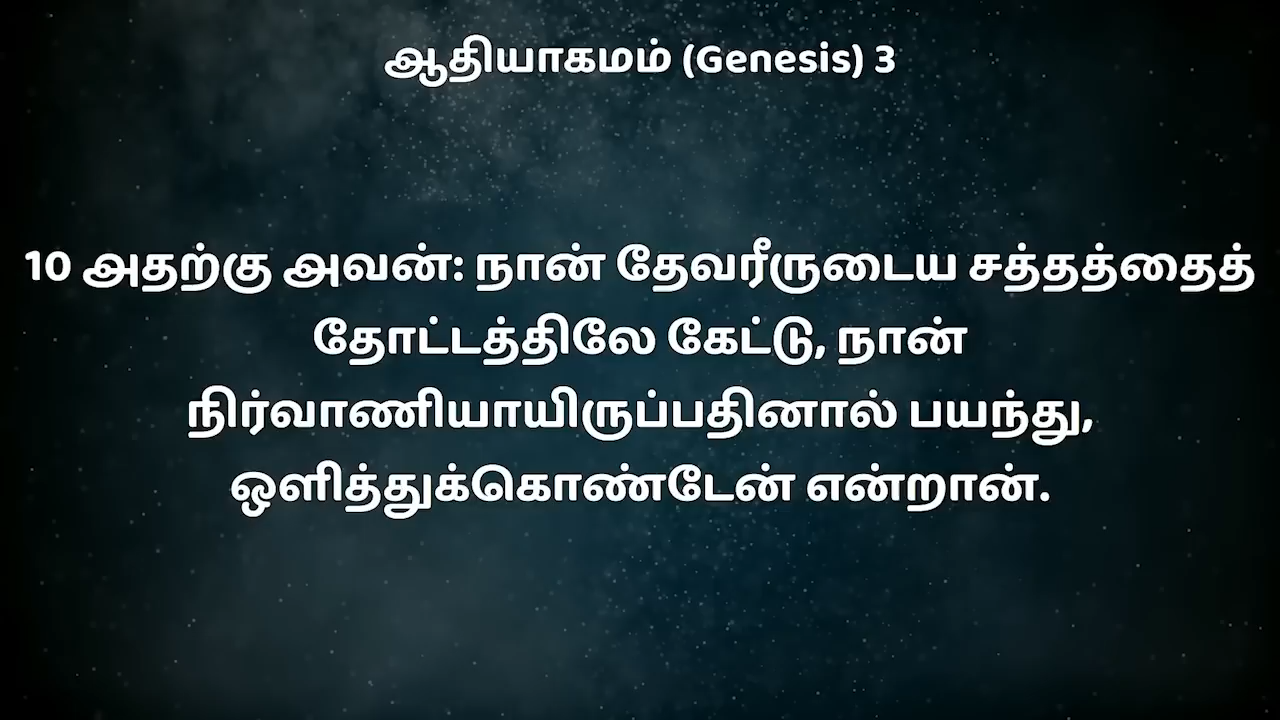 ஆதியாகமம் (Genesis) 3
10 அதற்கு அவன்: நான் தேவரீருடைய சத்தத்தைத்
தோட்டத்திலே கேட்டு, நான்
நிர்வாணியாயிருப்பதினால் பயந்து,
ஒளித்துக்கொண்டேன் என்றான்.